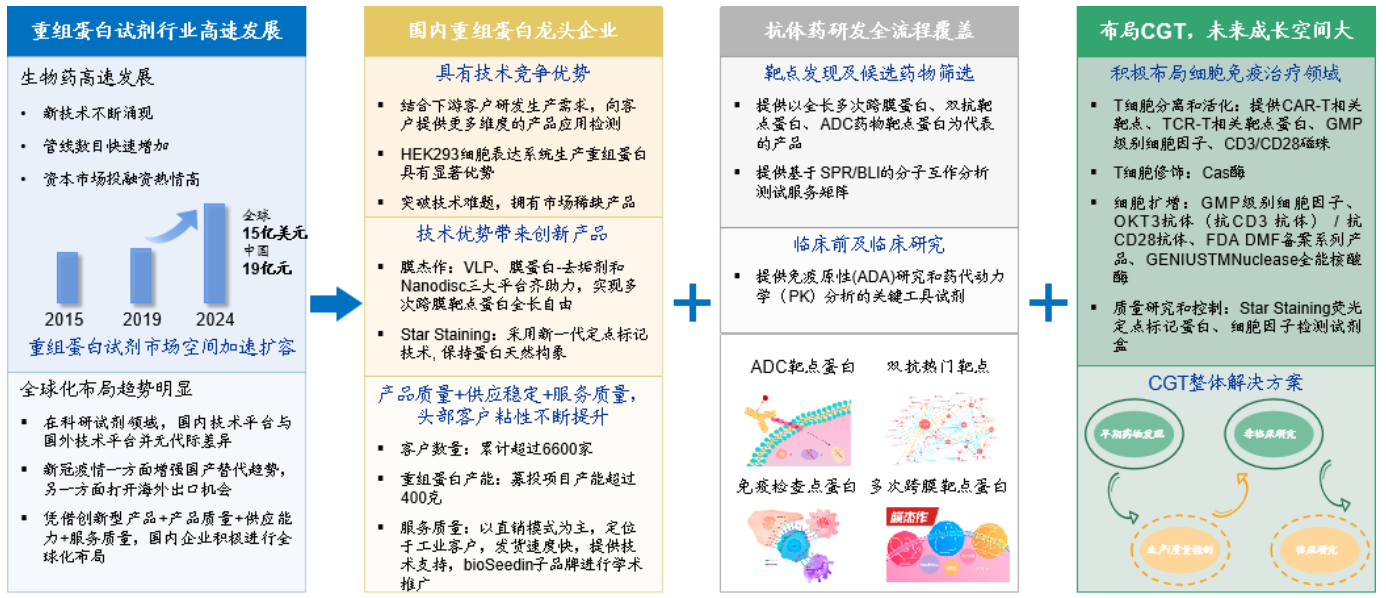 重组蛋白试剂行业高速发展
生物药高速发展
• 新技术不断涌现
• 管线数目快速增加
• 资本市场投融资热情高
全球
15亿美元
中国
19亿元
2015 2019 2024
重组蛋白试剂市场空间加速扩容
全球化布局趋势明显
▪ 在科研试剂领域，国内技术平台与
国外技术平台并无代际差异
▪ 新冠疫情一方面增强国产替代趋势，
另一方面打开海外出口机会
▪ 凭借创新型产品+产品质量+供应能
力+服务质量，国内企业积极进行全
球化布局
国内重组蛋白龙头企业
具有技术竞争优势
▪ 结合下游客户研发生产需求，向客
户提供更多维度的产品应用检测
▪ HEK293细胞表达系统生产重组蛋白
具有显著优势
▪ 突破技术难题，拥有市场稀缺产品
技术优势带来创新产品
▪ 膜杰作：VLP、膜蛋白-去垢剂和
Nanodisc三大平台齐助力，实现多
次跨膜靶点蛋白全长自由
▪ Star Staining：采用新一代定点标记
技术, 保持蛋白天然构象
产品质量+供应稳定+服务质量，
头部客户粘性不断提升
▪ 客户数量：累计超过6600家
▪ 重组蛋白产能：募投项目产能超过
400克
▪ 服务质量：以直销模式为主，定位
于工业客户，发货速度快，提供技
术支持，bioSeedin子品牌进行学术
推广
抗体药研发全流程覆盖
靶点发现及候选药物筛选
▪ 提供以全长多次跨膜蛋白、双抗靶
点蛋白、ADC药物靶点蛋白为代表
的产品
▪ 提供基于 SPR/BLI的分子互作分析
测试服务矩阵
临床前及临床研究
▪ 提供免疫原性(ADA)研究和药代动力
学（PK）分析的关键工具试剂
ADC靶点蛋白 双抗热门靶点
免疫检查点蛋白 多次跨膜靶点蛋白
膜杰作
布局CGT，未来成长空间大
积极布局细胞免疫治疗领域
▪ T细胞分离和活化：提供CAR-T相关
靶点、TCR-T相关靶点蛋白、GMP
级别细胞因子、CD3/CD28磁珠
▪ T细胞修饰：Cas酶
▪ 细胞扩增：GMP级别细胞因子、
OKT3抗体（抗CD3 抗体）/ 抗
CD28抗体、FDA DMF备案系列产
品、GENIUSTMNuclease全能核酸
酶
▪ 质量研究和控制：Star Staining荧光
定点标记蛋白、细胞因子检测试剂
盒
CGT整体解决方案
早期药物发现
非临床研究
生产/质量控制
临床研究